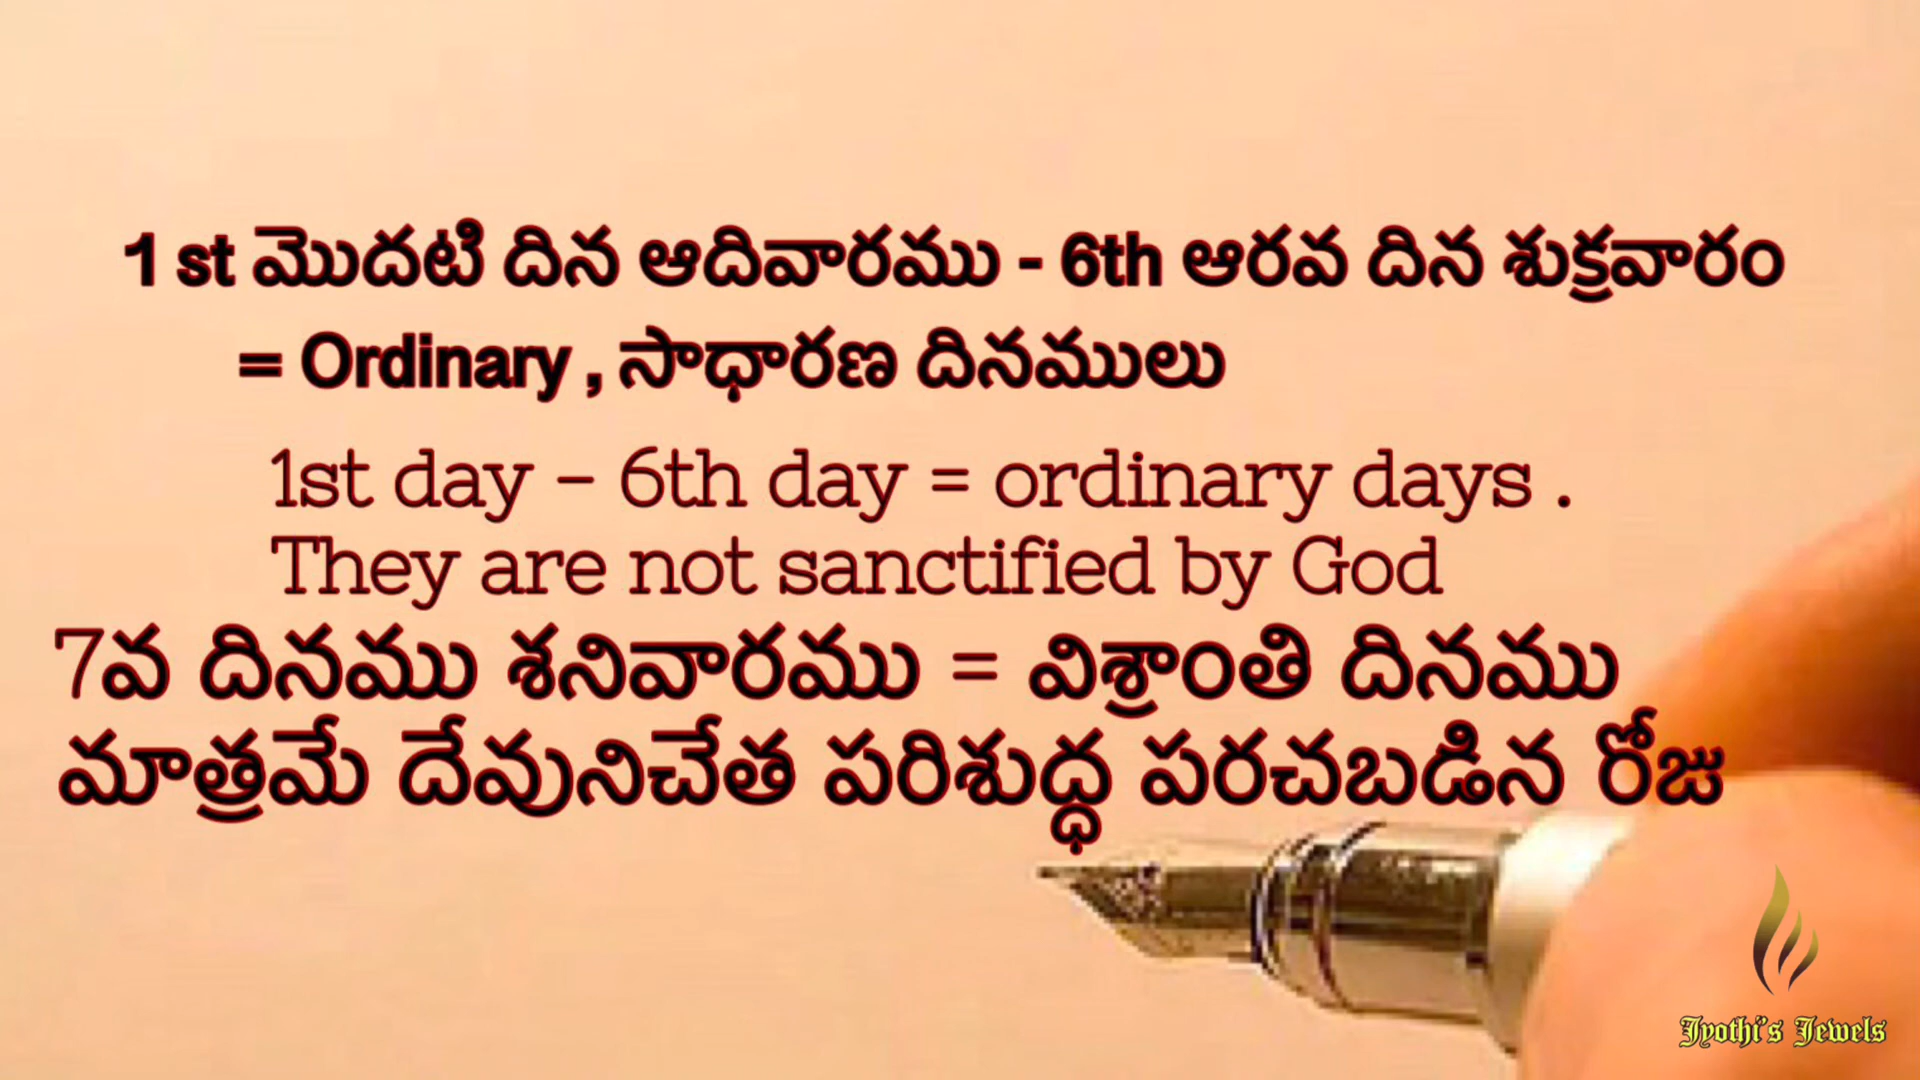 1 st మొదటి దిన ఆదివారము - 6th ఆరవ దిన శుక్రవారం
= Ordinary , సాధారణ దినములు
1st day - 6th day = ordinary days .
They are not sanctified by God
7వ దినము శనివారము = విశ్రాంతి దినము
మాత్రమే దేవునిచేత పరిశుద్ధ పరచబడిన రోజు
Jyothi's Jewels